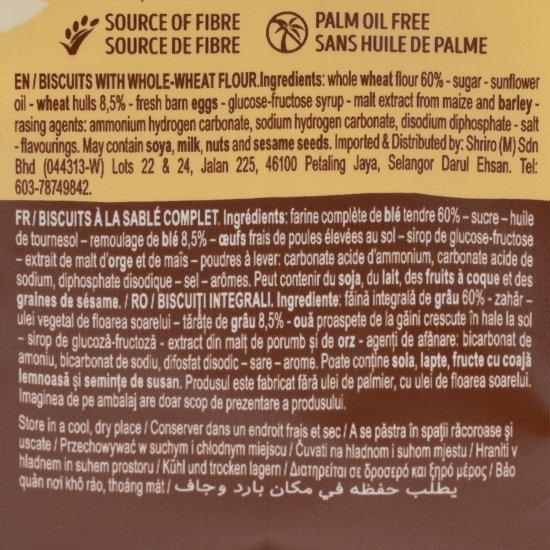 SOURCE OF FIBRE
SOURCE DE FIBRE
PALM OIL FREE
SANS HUILE DE PALME
EN / BISCUITS WITH WHOLE-WHEAT FLOUR.Ingredients: whole wheat flour 60% - sugar - sunflower
oil - wheat hulls 8,5% - fresh barn eggs - glucose-fructose syrup - malt extract from maize and barley -
rasing agents: ammonium hydrogen carbonate, sodium hydrogen carbonate, disodium diphosphate - salt
- flavourings. May contain soya, milk, nuts and sesame seeds. Imported & Distributed by: Shriro (M) Sdn
Bhd (044313-W) Lots 22 & 24, Jalan 225, 46100 Petaling Jaya, Selangor Darul Ehsan. Tel:
603-78749842.
FR / BISCUITS À LA SABLÉ COMPLET. Ingrédients: farine complète de blé tendre 60% – sucre – huile
de tournesol – remoulage de blé 8,5% – œufs frais de poules élevées au sol – sirop de glucose-fructose
– extrait de malt d'orge et de maïs – poudres à lever: carbonate acide d'ammonium, carbonate acide de
sodium, diphosphate disodique – sel – arômes. Peut contenir du soja, du lait, des fruits à coque et des
graines de sésame. / RO / BISCUIȚI INTEGRALI. Ingrediente: făină integrală de grâu 60% - zahăr –
ulei vegetal de floarea soarelui – tărâțe de grâu 8,5% - ouă proaspete de la găini crescute în hale la sol
– sirop de glucoză-fructoză - extract din malț de porumb și de orz - agenți de afânare: bicarbonat de
amoniu, bicarbonat de sodiu, difosfat disodic – sare – arome. Poate conține soia, lapte, fructe cu coajă
lemnoasă și semințe de susan. Produsul este fabricat fără ulei de palmier, cu ulei de floarea soarelui.
Imaginea de pe ambalaj are doar scop de prezentare a produsului.
Store in a cool, dry place / Conserver dans un endroit frais et sec / A se păstra în spații răcoroase și
uscate / Przechowywać w suchym i chłodnym miejscu / Čuvati na hladnom i suhom mjestu / Hraniti v
hladnem in suhem prostoru / Kühl und trocken lagern / Διατηρείται σε δροσερό και ξηρό μέρος / Bảo
quản nơi khô ráo, thoáng mát / يطلب حفظه في مكان بارد وجاف